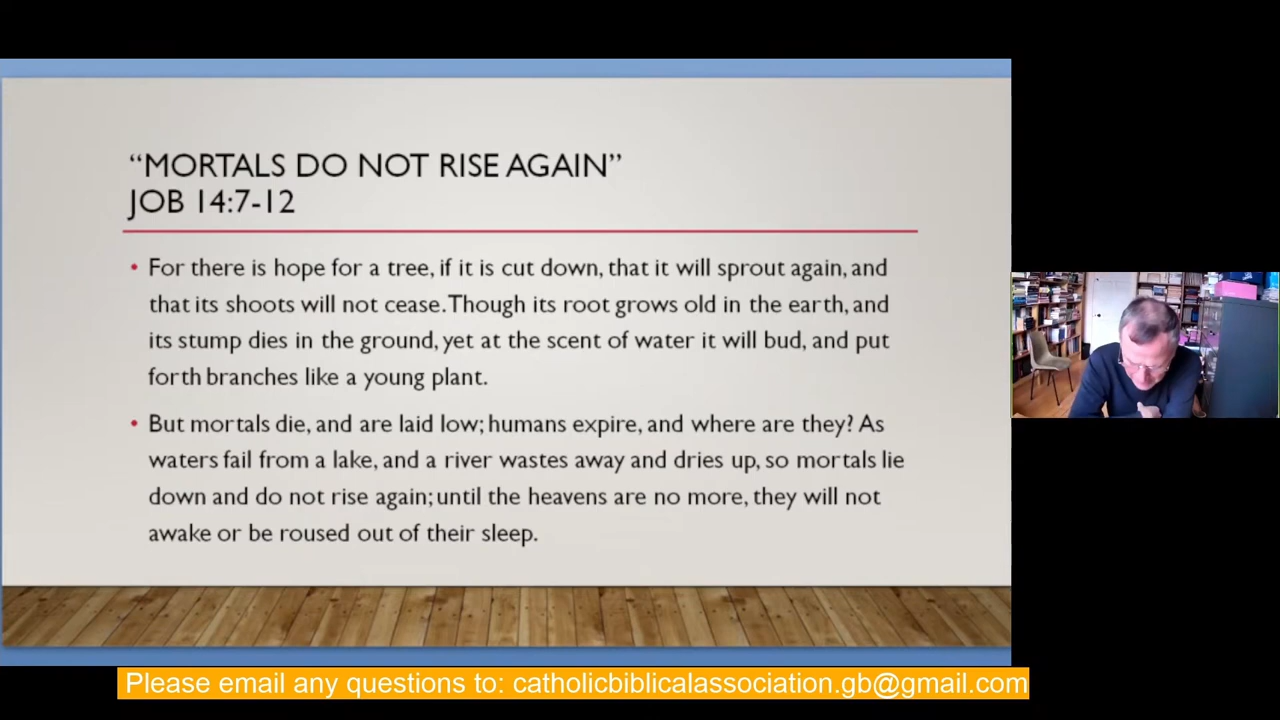 “MORTALS DO NOT RISE AGAIN”
JOB 14:7-12
• For there is hope for a tree, if it is cut down, that it will sprout again, and
that its shoots will not cease. Though its root grows old in the earth, and
its stump dies in the ground, yet at the scent of water it will bud, and put
forth branches like a young plant.
• But mortals die, and are laid low; humans expire, and where are they? As
waters fail from a lake, and a river wastes away and dries up, so mortals lie
down and do not rise again; until the heavens are no more, they will not
awake or be roused out of their sleep.
Please email any questions to: catholicbiblicalassociation.gb@gmail.com